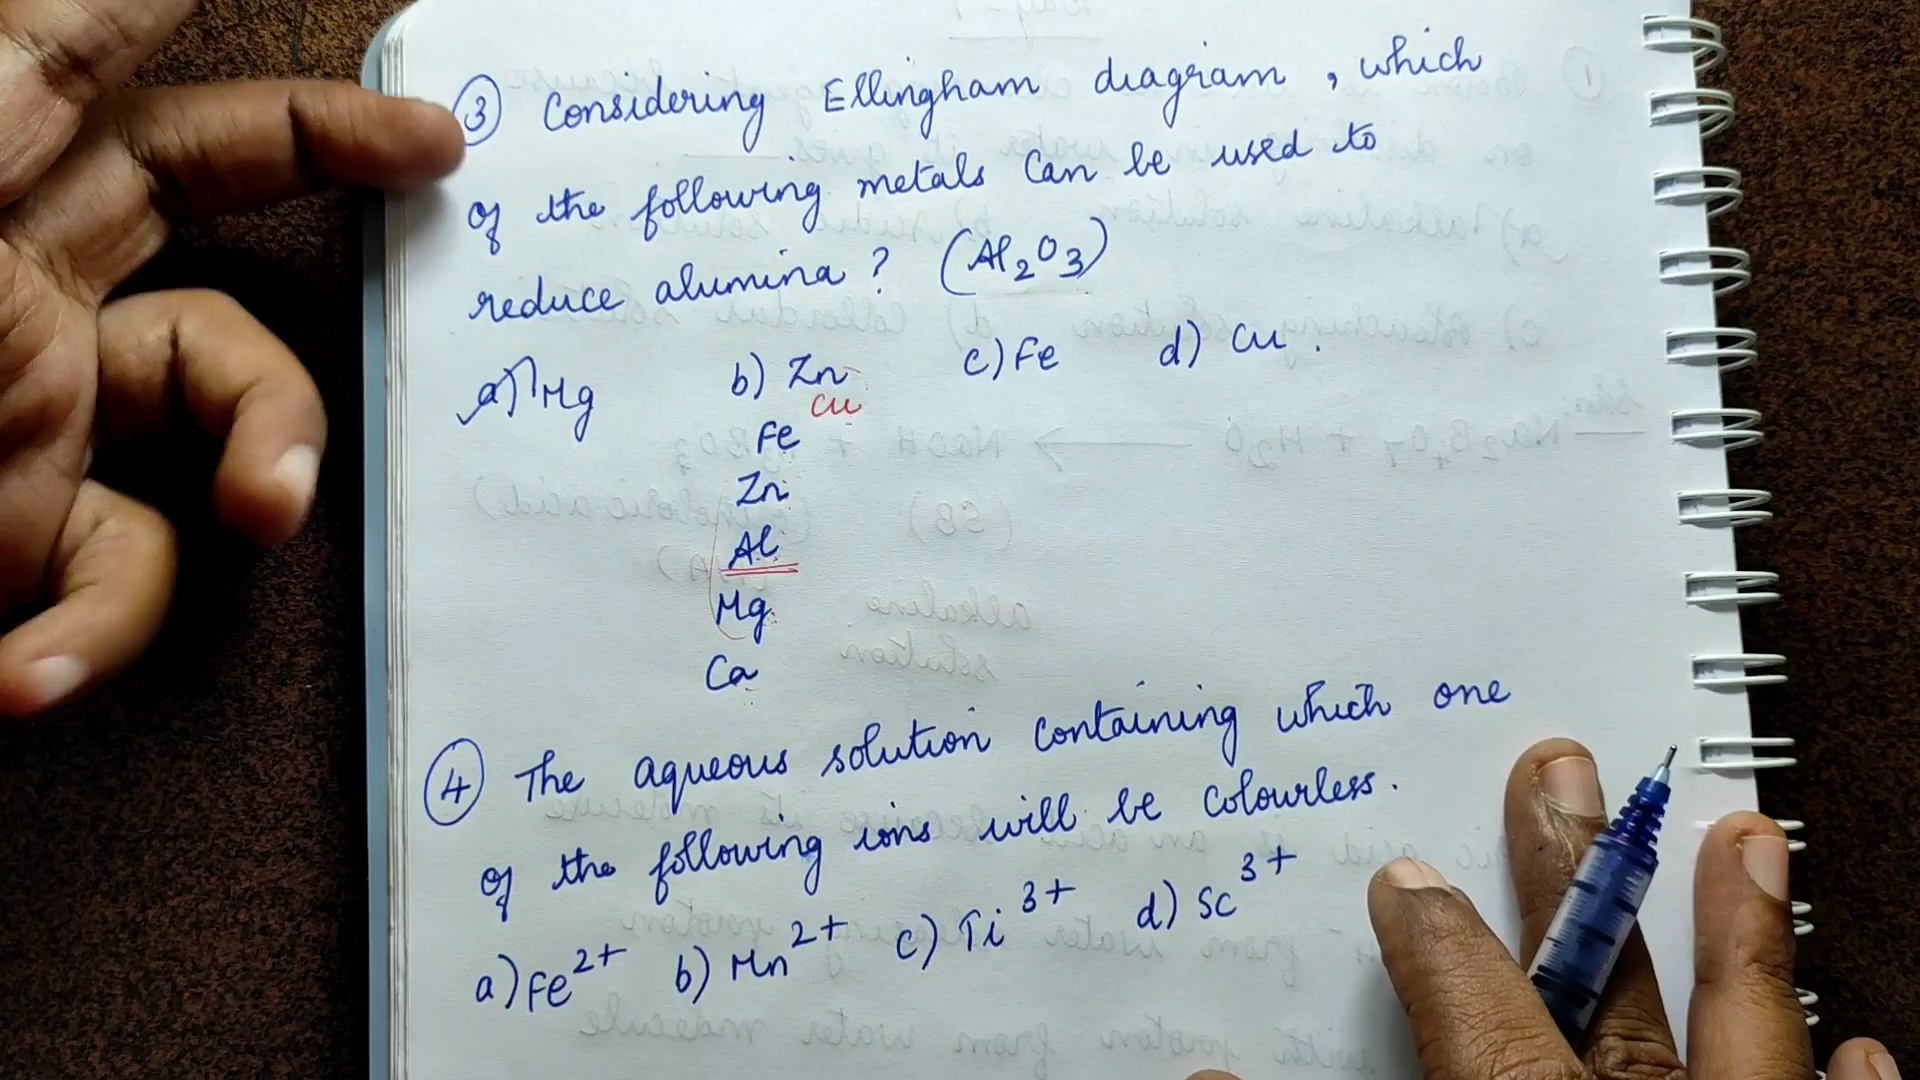 ③ Considering Ellingham diagram, which
of the following metals can be used to
reduce alumina? (Al₂O₃)
a) Mg b) Zn c) Fe d) Cu.
Cu
Fe
Zn
Al
Mg
Ca
④ The aqueous solution containing which one
of the following ions will be colourless.
a) Fe²⁺ b) Mn²⁺ c) Ti³⁺ d) Sc³⁺